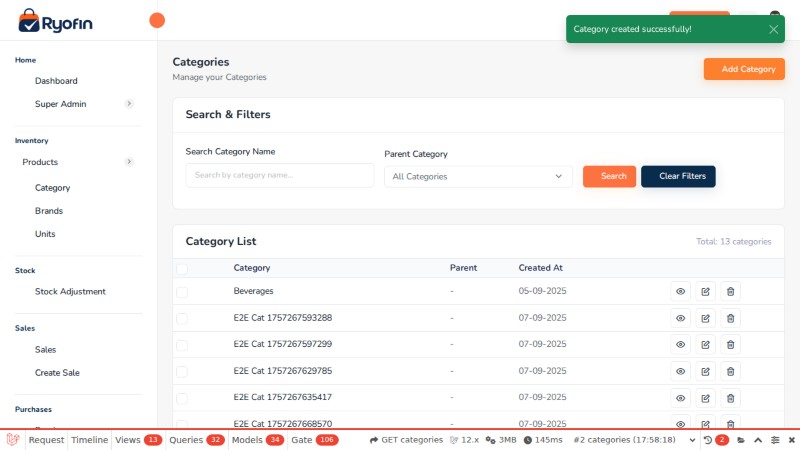 Ryofin
Category created successfully!
Home
Dashboard
Super Admin
Inventory
Products
Category
Brands
Units
Stock
Stock Adjustment
Sales
Sales
Create Sale
Purchases
Categories
Manage your Categories
Add Category
Search & Filters
Search Category Name
Search by category name...
Parent Category
All Categories
Search
Clear Filters
Category List
Total: 13 categories
Category Parent Created At
Beverages - 05-09-2025
E2E Cat 1757267593288 - 07-09-2025
E2E Cat 1757267597299 - 07-09-2025
E2E Cat 1757267629785 - 07-09-2025
E2E Cat 1757267635417 - 07-09-2025
E2E Cat 1757267668570 - 07-09-2025
Request Timeline Views 13 Queries 32 Models 34 Gate 106 GET categories 12.x 3MB 145ms #2 categories (17:58:18) 2